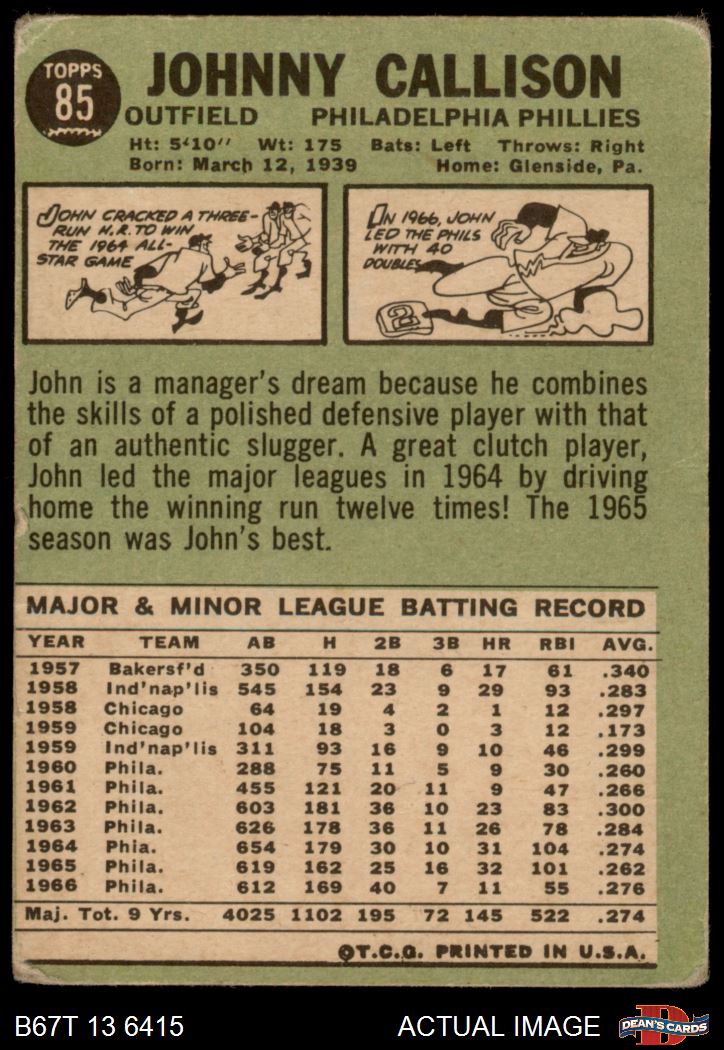 TOPPS
85
JOHNNY CALLISON
OUTFIELD PHILADELPHIA PHILLIES
Ht: 5'10" Wt: 175 Bats: Left Throws: Right
Born: March 12, 1939 Home: Glenside, Pa.
JOHN CRACKED A THREE-
RUN H.R. TO WIN
THE 1964 ALL-
STAR GAME
IN 1966, JOHN
LED THE PHILS
WITH 40
DOUBLES
2
John is a manager's dream because he combines
the skills of a polished defensive player with that
of an authentic slugger. A great clutch player,
John led the major leagues in 1964 by driving
home the winning run twelve times! The 1965
season was John's best.
MAJOR & MINOR LEAGUE BATTING RECORD
YEAR TEAM AB H 2B 3B HR RBI AVG.
1957 Bakersf'd 350 119 18 6 17 61 .340
1958 Ind'nap'lis 545 154 23 9 29 93 .283
1958 Chicago 64 19 4 2 1 12 .297
1959 Chicago 104 18 3 0 3 12 .173
1959 Ind'nap'lis 311 93 16 9 10 46 .299
1960 Phila. 288 75 11 5 9 30 .260
1961 Phila. 455 121 20 11 9 47 .266
1962 Phila. 603 181 36 10 23 83 .300
1963 Phila. 626 178 36 11 26 78 .284
1964 Phia. 654 179 30 10 31 104 .274
1965 Phila. 619 162 25 16 32 101 .262
1966 Phila. 612 169 40 7 11 55 .276
Maj. Tot. 9 Yrs. 4025 1102 195 72 145 522 .274
©T.C.G. PRINTED IN U.S.A.
B67T 13 6415 ACTUAL IMAGE
D
DEAN'S CARDS